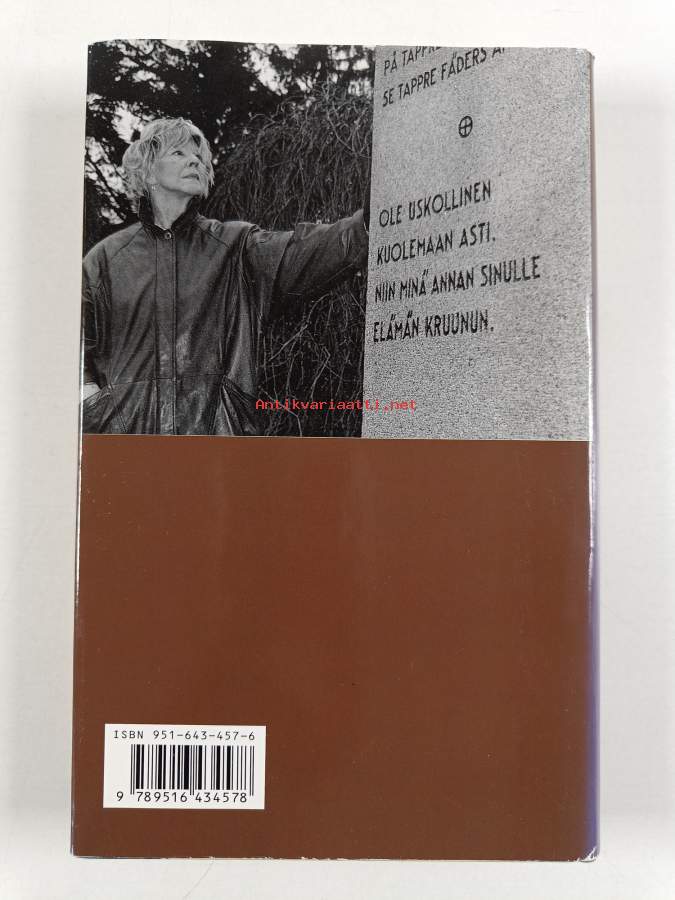 PÅ TAPPRE
SE TAPPRE FÄDERS
OLE USKOLLINEN
KUOLEMAAN ASTI,
NIIN MINÄ ANNAN SINULLE
ELÄMÄN KRUUNUN.
Antikvariaatti.net
ISBN 951-643-457-6
9 789516 434578